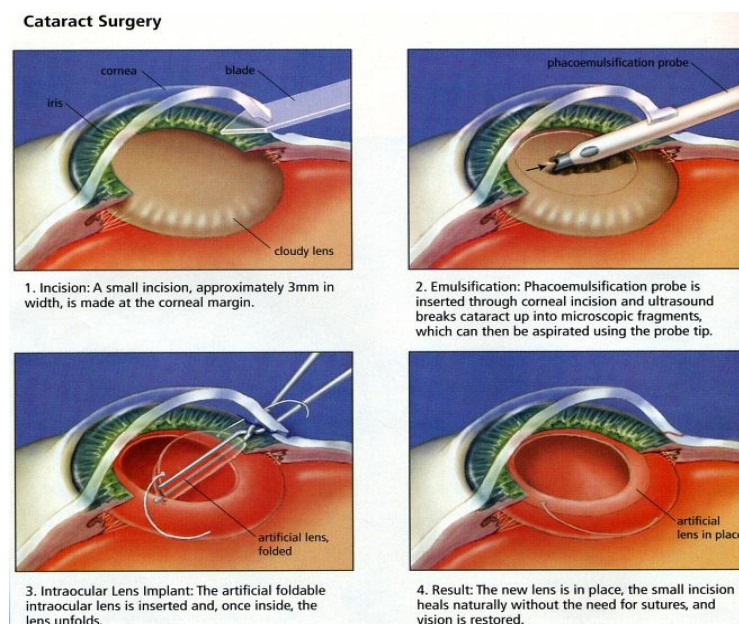 Cataract Surgery
cornea
blade
iris
cloudy lens
1. Incision: A small incision, approximately 3mm in
width, is made at the corneal margin.
phacoemulsification probe
2. Emulsification: Phacoemulsification probe is
inserted through corneal incision and ultrasound
breaks cataract up into microscopic fragments,
which can then be aspirated using the probe tip.
artificial lens,
folded
3. Intraocular Lens Implant: The artificial foldable
intraocular lens is inserted and, once inside, the
lens unfolds.
artificial
lens in place
4. Result: The new lens is in place, the small incision
heals naturally without the need for sutures, and
vision is restored.